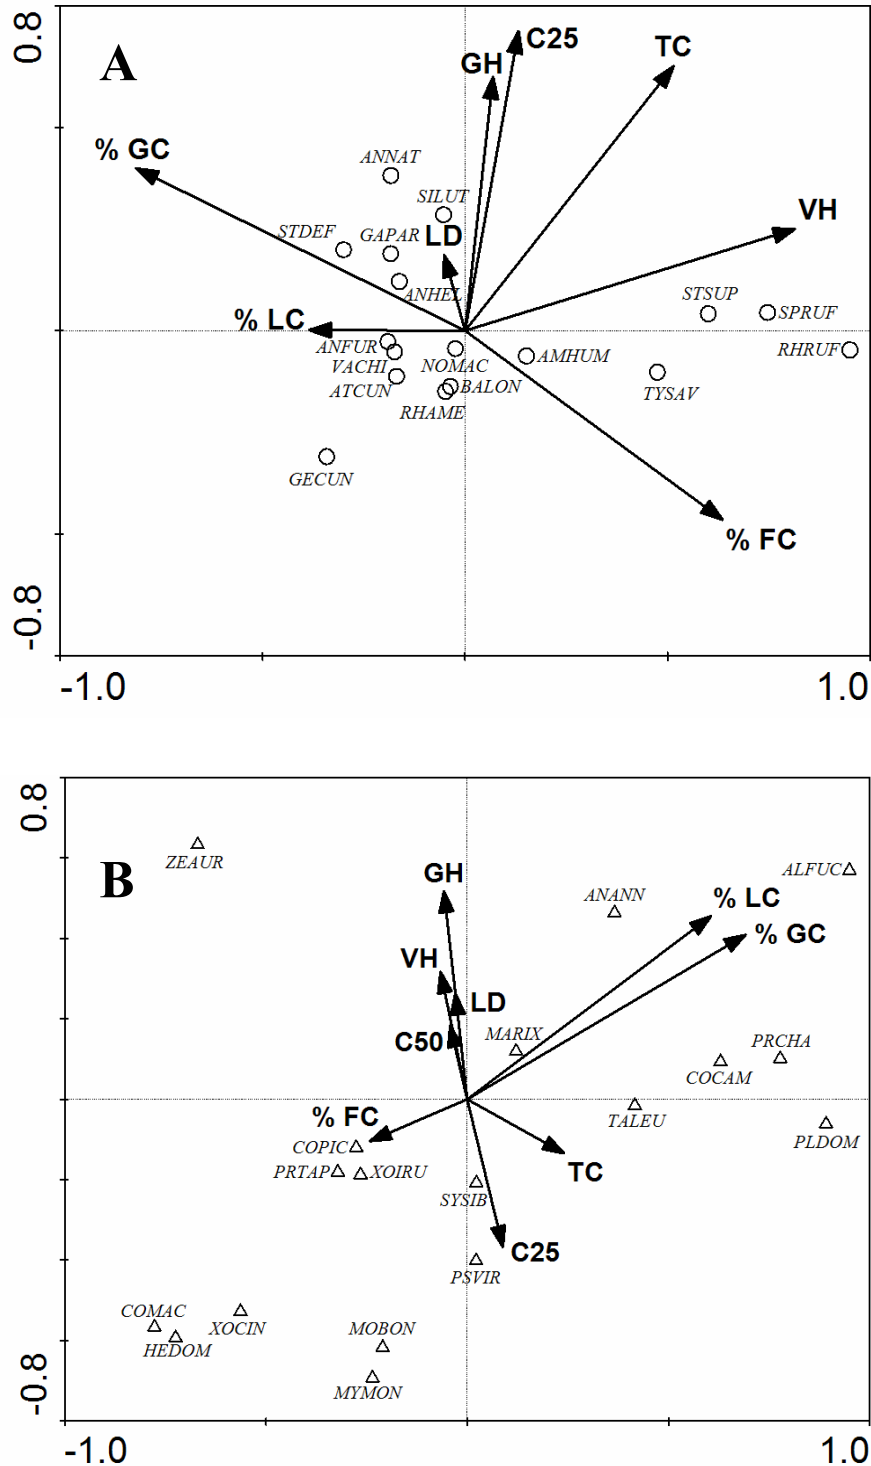 0.8
A
C25
TC
GH
% GC
ANNAT
SILUT
VH
STDEF
GAPAR
LD
ANHEL
STSUP
SPRUF
% LC
ANFUR
NOMAC
AMHUM
RHRUF
VACHI
ATCUN
BALON
TYSAV
RHAME
GECUN
% FC
-0.8
-1.0
1.0
0.8
B
ZEAUR
GH
ANANN
ALFUC
% LC
% GC
VH
LD
C50
MARIX
PRCHA
COCAM
% FC
TALEU
PLDOM
COPIC
PRTAP
XOIRU
TC
SYSIB
C25
PSVIR
COMAC
XOCIN
HEDOM
MOBON
MYMON
-0.8
-1.0
1.0